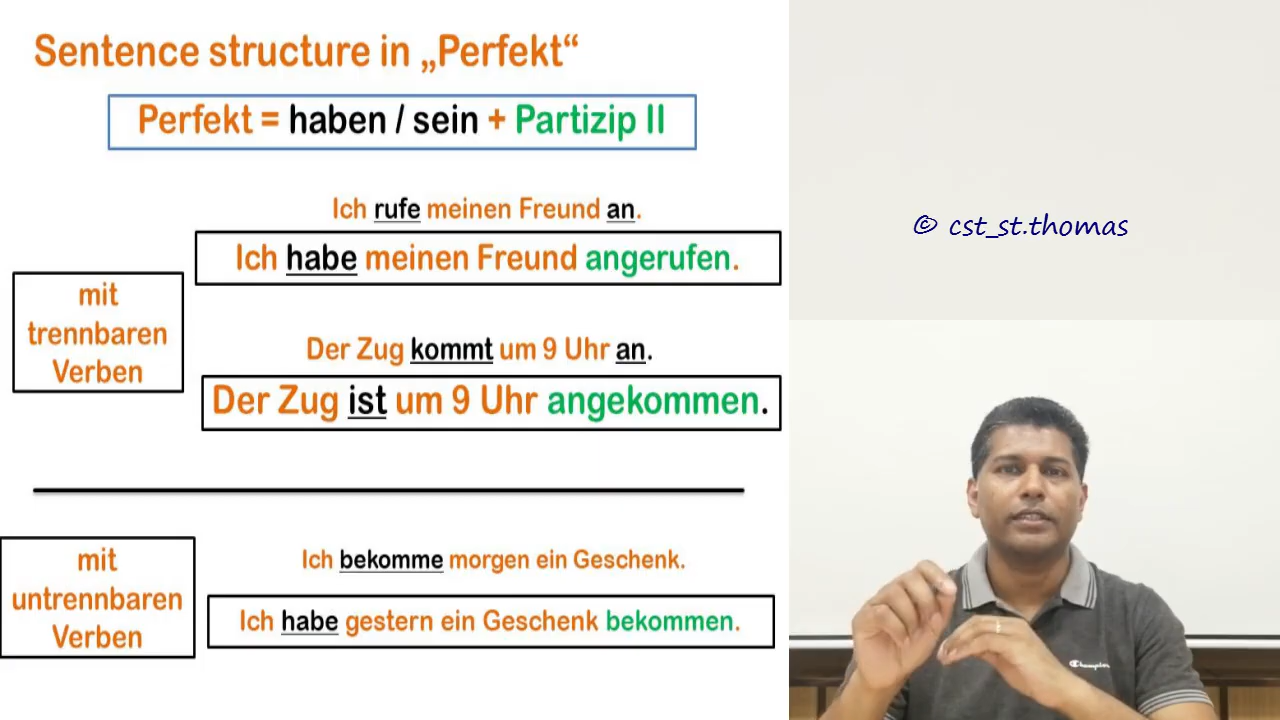 Sentence structure in „Perfekt“
Perfekt = haben / sein + Partizip II
Ich rufe meinen Freund an.
Ich habe meinen Freund angerufen.
mit
trennbaren
Verben
Der Zug kommt um 9 Uhr an.
Der Zug ist um 9 Uhr angekommen.
mit
untrennbaren
Verben
Ich bekomme morgen ein Geschenk.
Ich habe gestern ein Geschenk bekommen.
© cst_st.thomas
Champion